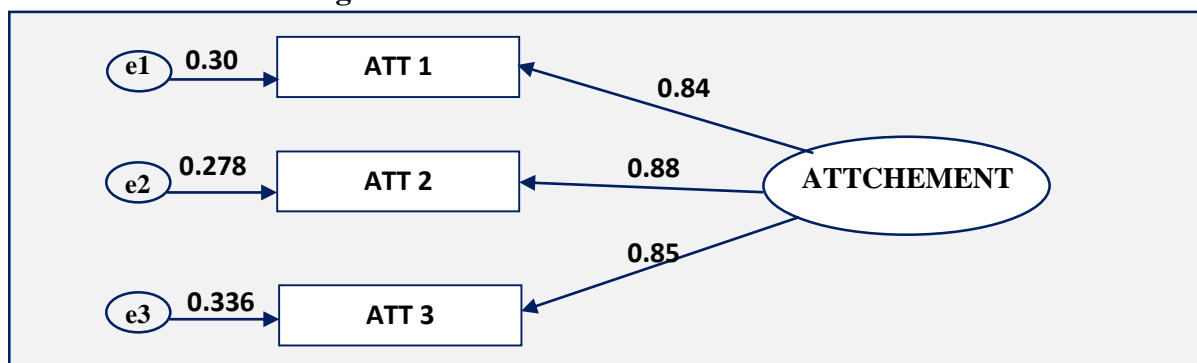 e1 0.30 ATT 1
0.84
e2 0.278 ATT 2 0.88 ATTCHEMENT
0.85
e3 0.336 ATT 3